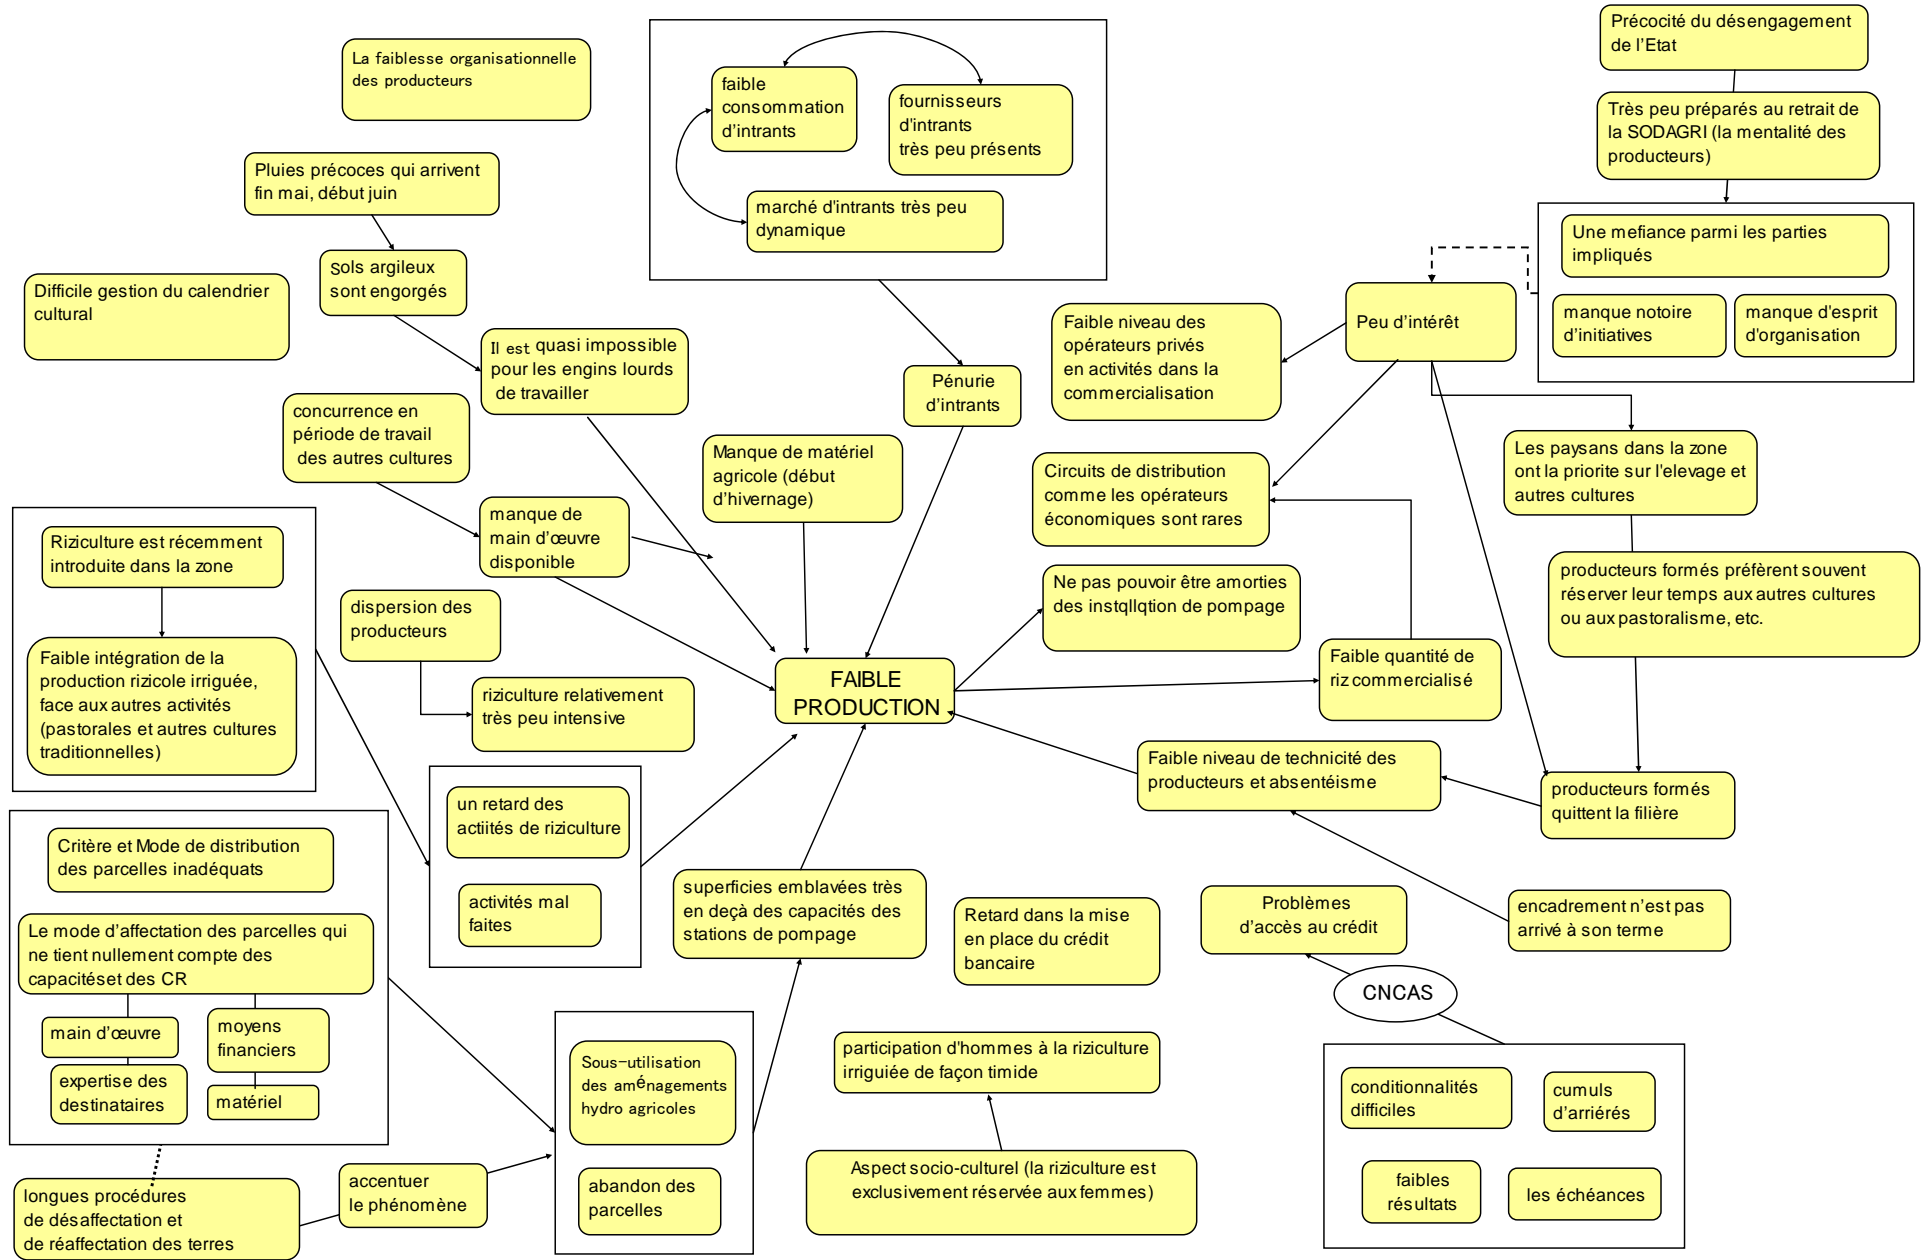 La faiblesse organisationnelle
des producteurs
faible
consommation
d'intrants
fournisseurs
d'intrants
très peu présents
marché d'intrants très peu
dynamique
Précocité du désengagement
de l'Etat
Très peu préparés au retrait de
la SODAGRI (la mentalité des
producteurs)
Une mefiance parmi les parties
impliqués
manque notoire
d'initiatives
manque d'esprit
d'organisation
Pluies précoces qui arrivent
fin mai, début juin
Sols argileux
sont engorgés
Difficile gestion du calendrier
cultural
Il est quasi impossible
pour les engins lourds
de travailler
Pénurie
d'intrants
Faible niveau des
opérateurs privés
en activités dans la
commercialisation
Peu d'intérêt
concurrence en
période de travail
des autres cultures
Manque de matériel
agricole (début
d'hivernage)
Circuits de distribution
comme les opérateurs
économiques sont rares
Les paysans dans la zone
ont la priorite sur l'elevage et
autres cultures
manque de
main d'œuvre
disponible
Riziculture est récemment
introduite dans la zone
Faible intégration de la
production rizicole irriguée,
face aux autres activités
(pastorales et autres cultures
traditionnelles)
dispersion des
producteurs
riziculture relativement
très peu intensive
Ne pas pouvoir être amorties
des instqllqtion de pompage
producteurs formés préfèrent souvent
réserver leur temps aux autres cultures
ou aux pastoralisme, etc.
FAIBLE
PRODUCTION
Faible quantité de
riz commercialisé
Faible niveau de technicité des
producteurs et absentéisme
producteurs formés
quittent la filière
un retard des
actiités de riziculture
activités mal
faites
Critère et Mode de distribution
des parcelles inadéquats
Le mode d'affectation des parcelles qui
ne tient nullement compte des
capacitéset des CR
main d'œuvre
expertise des
destinataires
moyens
financiers
matériel
superficies emblavées très
en deçà des capacités des
stations de pompage
Retard dans la mise
en place du crédit
bancaire
Problèmes
d'accès au crédit
encadrement n'est pas
arrivé à son terme
CNCAS
Sous-utilisation
des aménagements
hydro agricoles
abandon des
parcelles
participation d'hommes à la riziculture
irriguiée de façon timide
Aspect socio-culturel (la riziculture est
exclusivement réservée aux femmes)
conditionnalités
difficiles
cumuls
d'arriérés
faibles
résultats
les échéances
longues procédures
de désaffectation et
de réaffectation des terres
accentuer
le phénomène